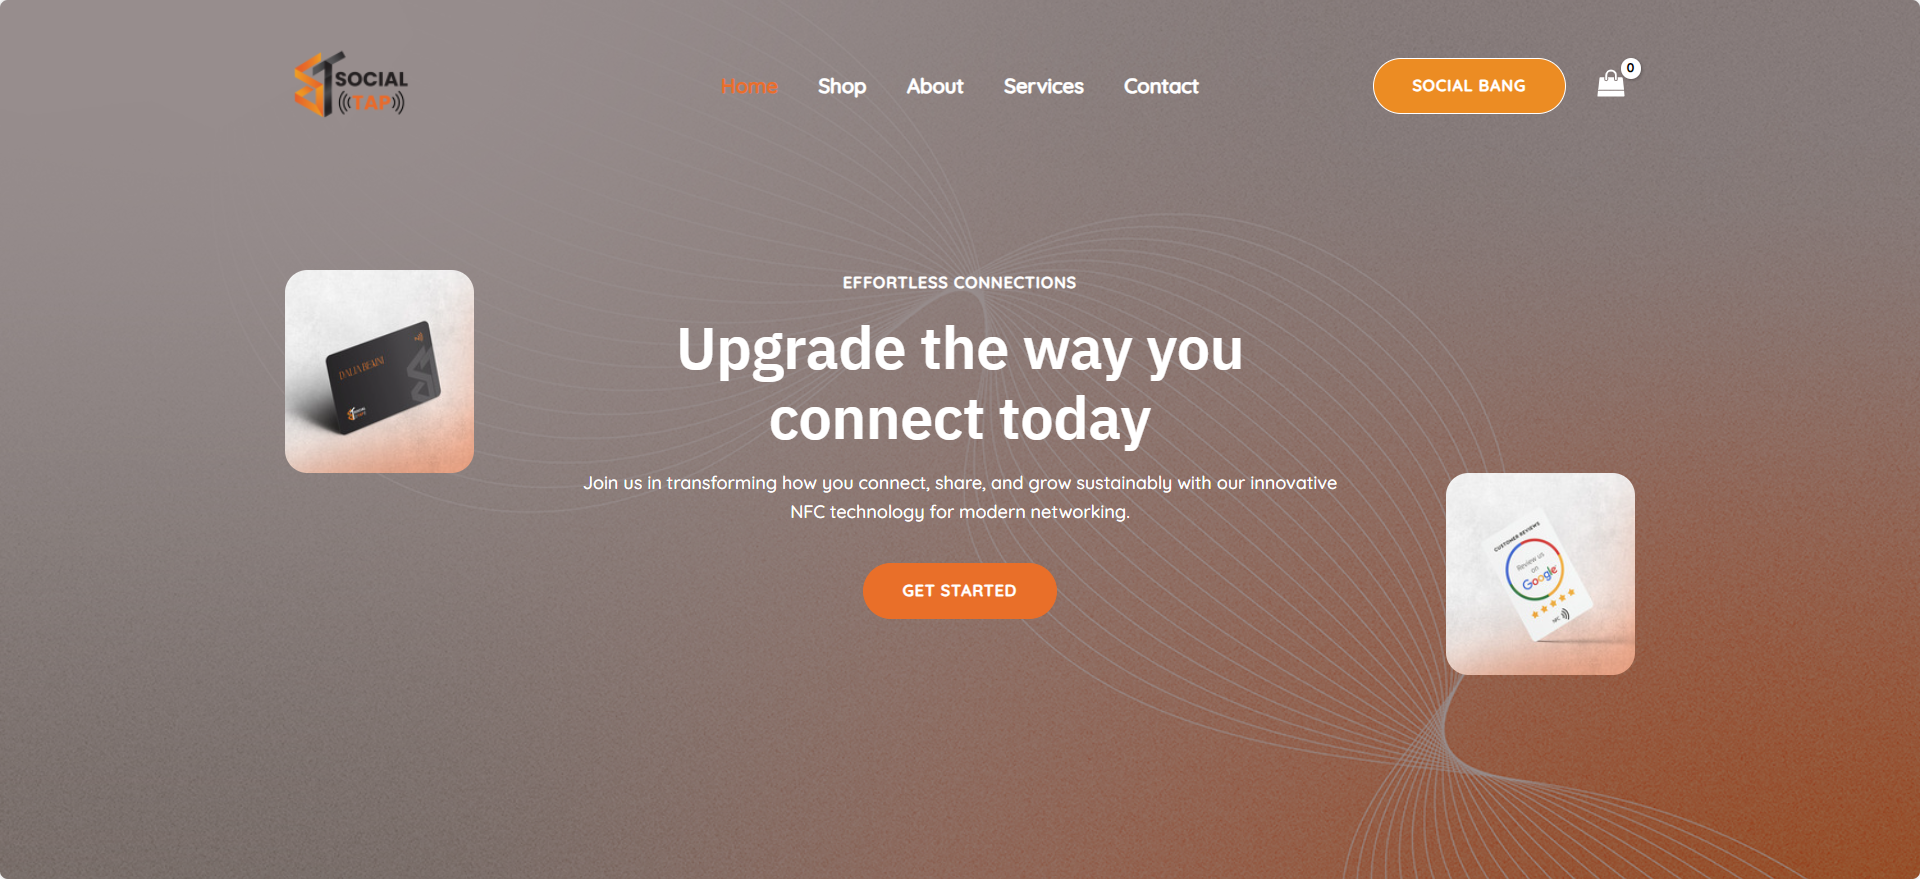 SOCIAL
TAP
Home
Shop
About
Services
Contact
SOCIAL BANG
0
EFFORTLESS CONNECTIONS
Upgrade the way you
connect today
Join us in transforming how you connect, share, and grow sustainably with our innovative
NFC technology for modern networking.
GET STARTED
CUSTOMER REVIEWS
Review us
on
Google
NFC